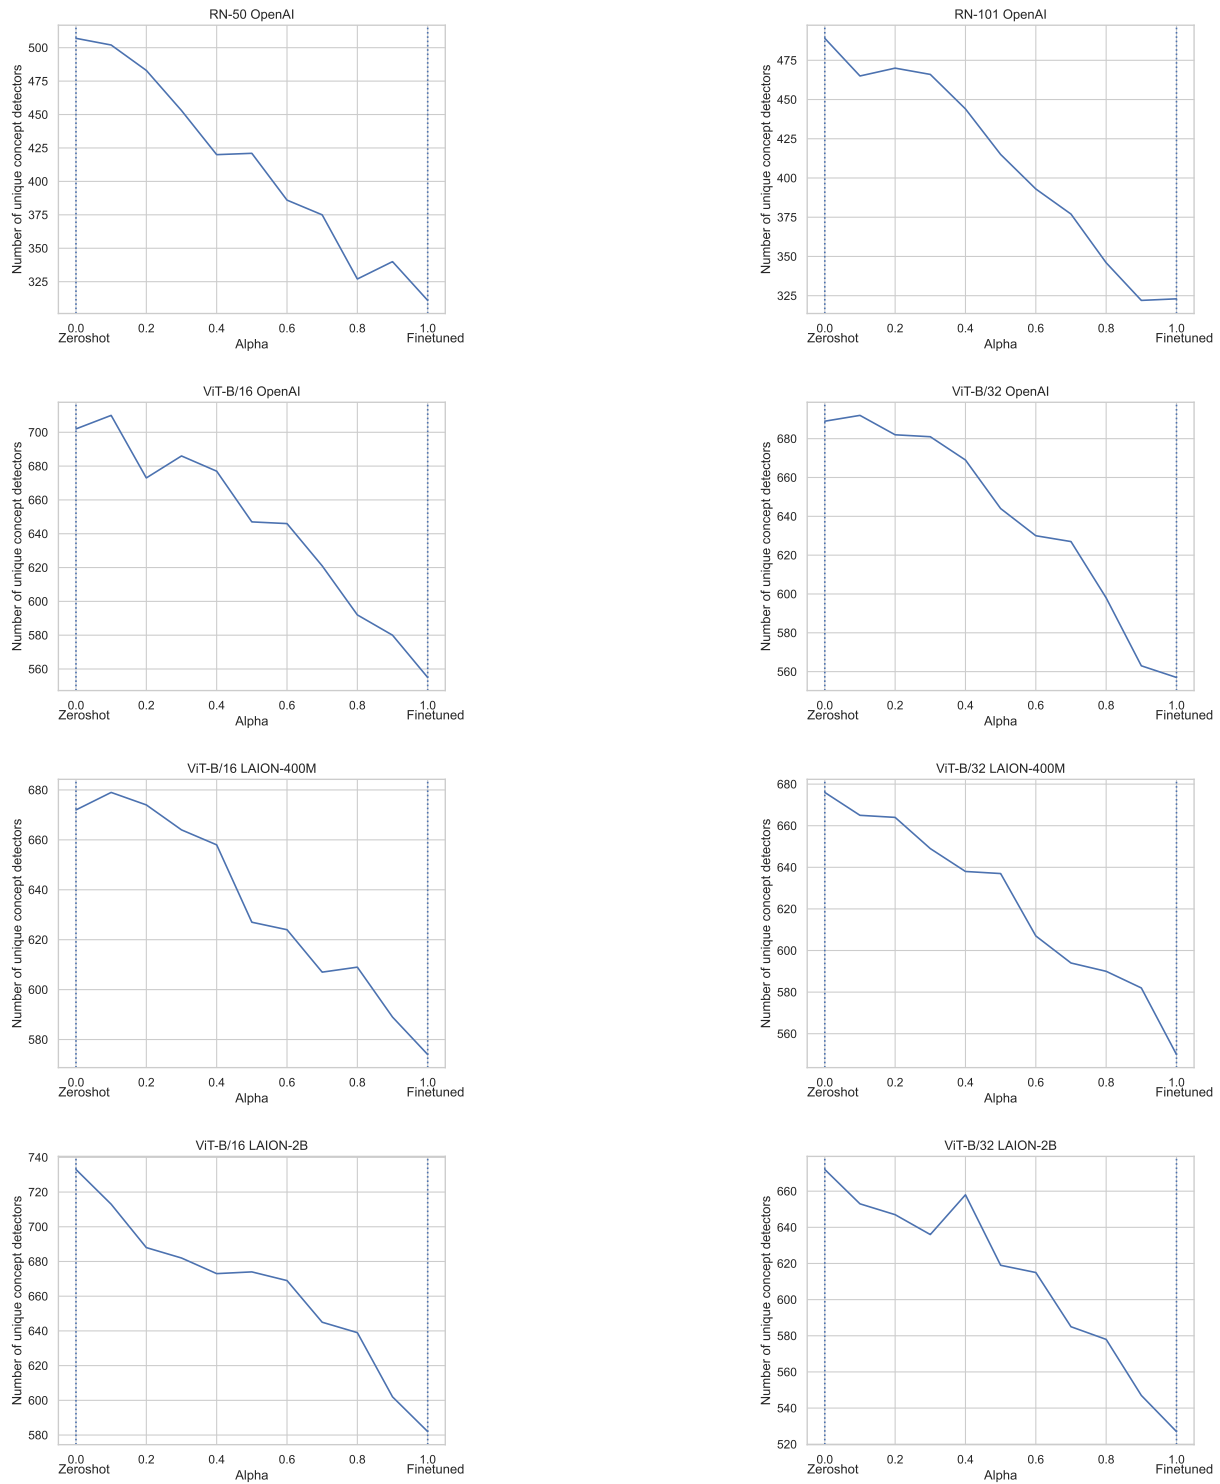 RN-50 OpenAI
Number of unique concept detectors
500
475
450
425
400
375
350
325
0.0 0.2 0.4 0.6 0.8 1.0
Zeroshot Alpha Finetuned
RN-101 OpenAI
Number of unique concept detectors
475
450
425
400
375
350
325
0.0 0.2 0.4 0.6 0.8 1.0
Zeroshot Alpha Finetuned
ViT-B/16 OpenAI
Number of unique concept detectors
700
680
660
640
620
600
580
560
0.0 0.2 0.4 0.6 0.8 1.0
Zeroshot Alpha Finetuned
ViT-B/32 OpenAI
Number of unique concept detectors
680
660
640
620
600
580
560
0.0 0.2 0.4 0.6 0.8 1.0
Zeroshot Alpha Finetuned
ViT-B/16 LAION-400M
Number of unique concept detectors
680
660
640
620
600
580
0.0 0.2 0.4 0.6 0.8 1.0
Zeroshot Alpha Finetuned
ViT-B/32 LAION-400M
Number of unique concept detectors
680
660
640
620
600
580
560
0.0 0.2 0.4 0.6 0.8 1.0
Zeroshot Alpha Finetuned
ViT-B/16 LAION-2B
Number of unique concept detectors
740
720
700
680
660
640
620
600
580
0.0 0.2 0.4 0.6 0.8 1.0
Zeroshot Alpha Finetuned
ViT-B/32 LAION-2B
Number of unique concept detectors
660
640
620
600
580
560
540
520
0.0 0.2 0.4 0.6 0.8 1.0
Zeroshot Alpha Finetuned